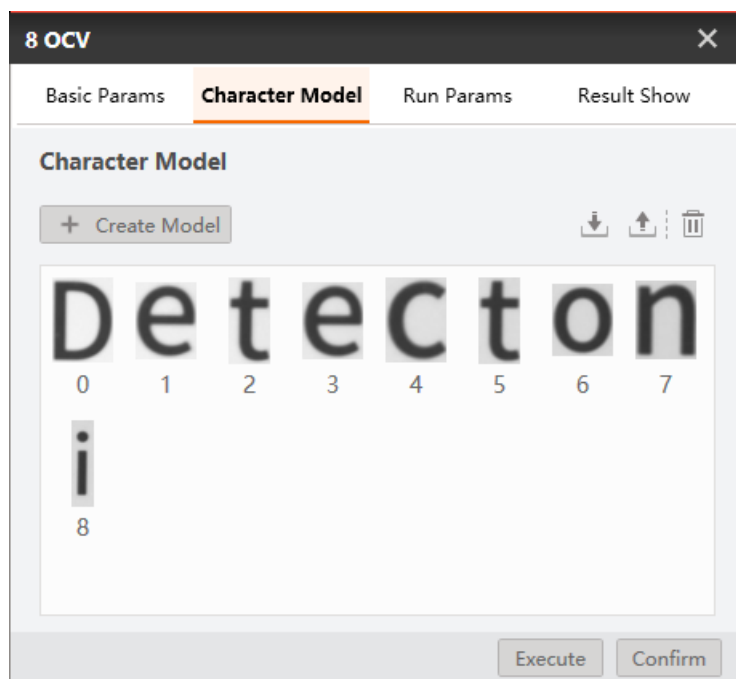 8 OCV ×
Basic Params Character Model Run Params Result Show
Character Model
+ Create Model
D e t e c t o n
0 1 2 3 4 5 6 7
i
8
Execute Confirm